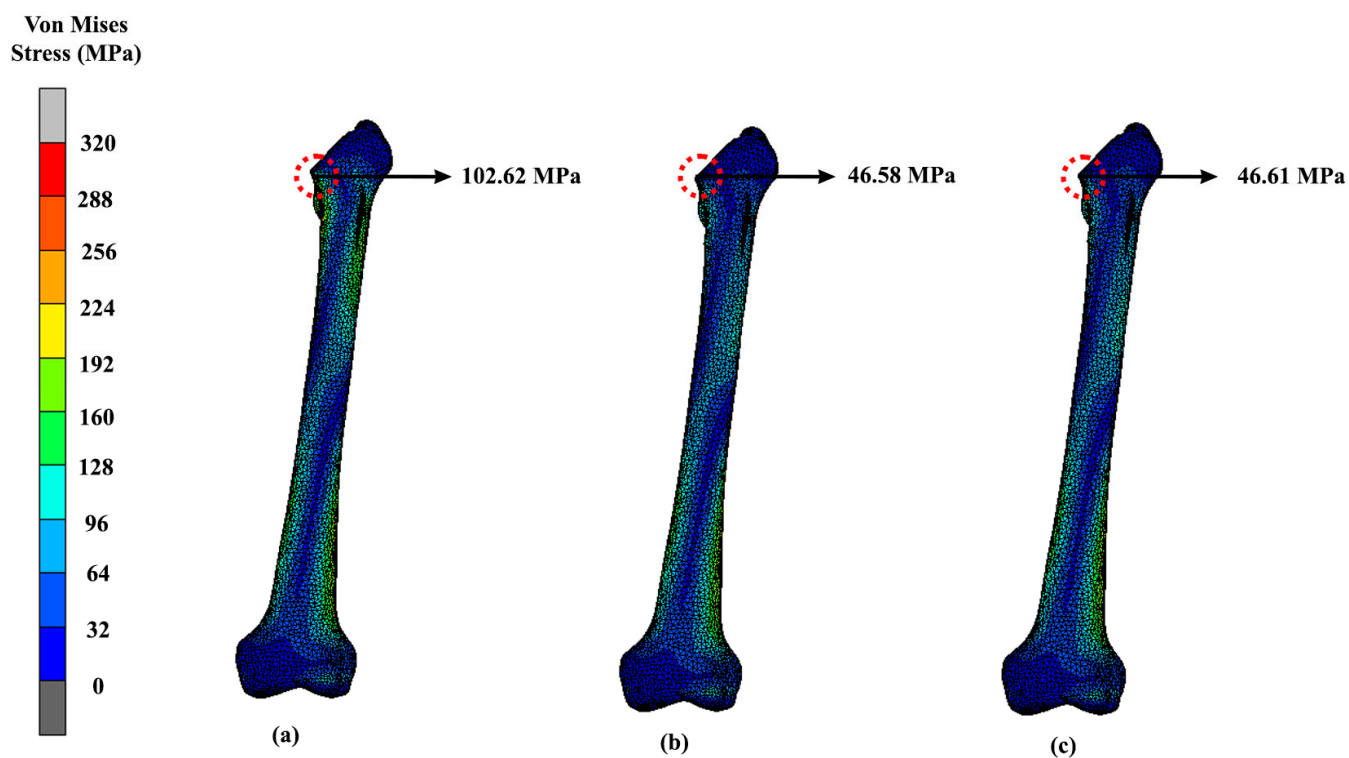 Von Mises
Stress (MPa)
320
288
256
224
192
160
128
96
64
32
0
102.62 MPa
46.58 MPa
46.61 MPa
(a)
(b)
(c)